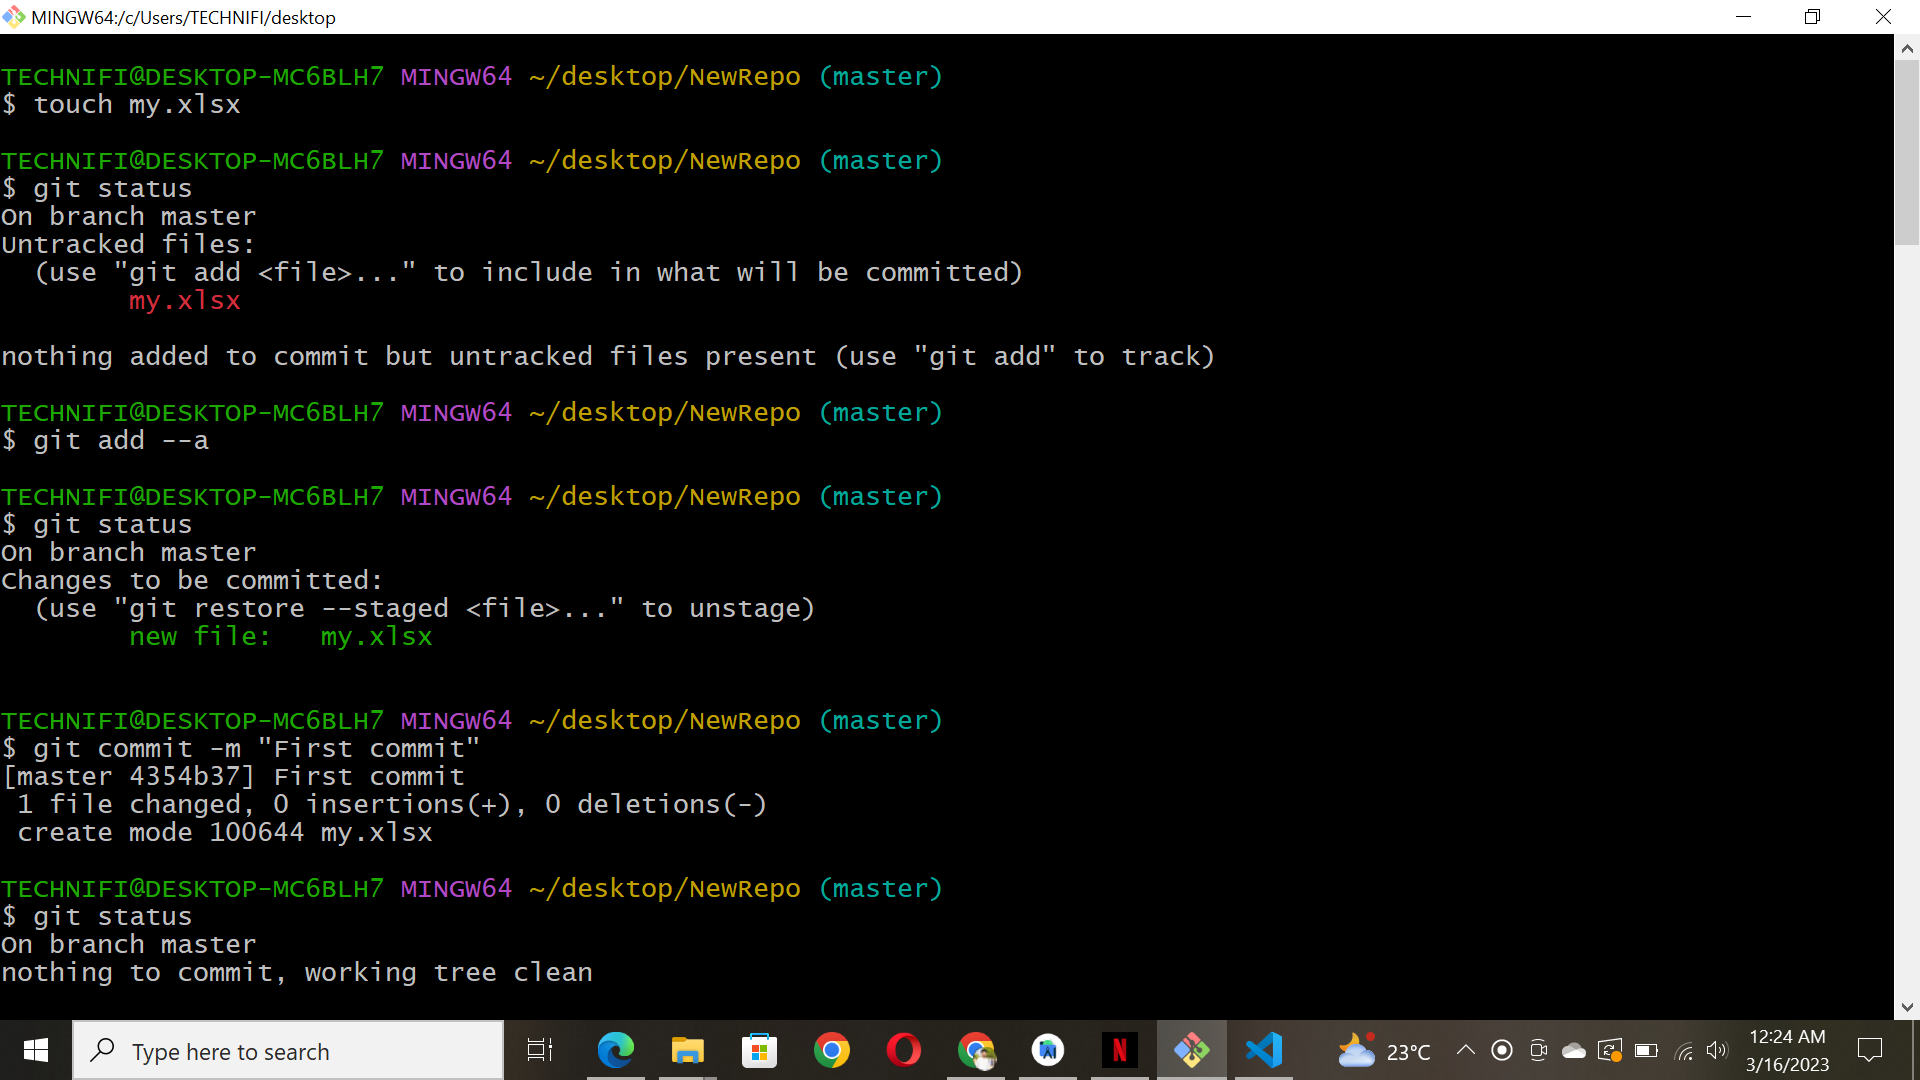 MINGW64:/c/Users/TECHNIFI/desktop
TECHNIFI@DESKTOP-MC6BLH7 MINGW64 ~/desktop/NewRepo (master)
$ touch my.xlsx
TECHNIFI@DESKTOP-MC6BLH7 MINGW64 ~/desktop/NewRepo (master)
$ git status
On branch master
Untracked files:
  (use "git add <file>..." to include in what will be committed)
        my.xlsx
nothing added to commit but untracked files present (use "git add" to track)
TECHNIFI@DESKTOP-MC6BLH7 MINGW64 ~/desktop/NewRepo (master)
$ git add --a
TECHNIFI@DESKTOP-MC6BLH7 MINGW64 ~/desktop/NewRepo (master)
$ git status
On branch master
Changes to be committed:
  (use "git restore --staged <file>..." to unstage)
        new file:   my.xlsx
TECHNIFI@DESKTOP-MC6BLH7 MINGW64 ~/desktop/NewRepo (master)
$ git commit -m "First commit"
[master 4354b37] First commit
 1 file changed, 0 insertions(+), 0 deletions(-)
 create mode 100644 my.xlsx
TECHNIFI@DESKTOP-MC6BLH7 MINGW64 ~/desktop/NewRepo (master)
$ git status
On branch master
nothing to commit, working tree clean
Type here to search
N
23°C
12:24 AM
3/16/2023